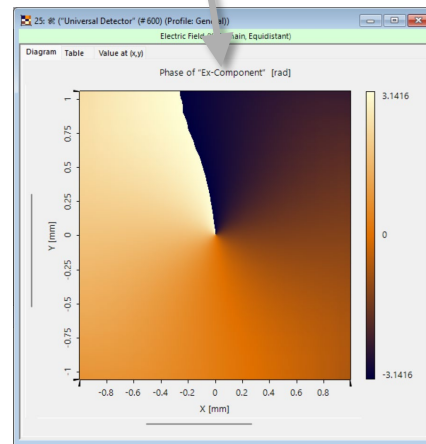 25: ("Universal Detector" (# 600) (Profile: General))
Electric Field Equidistant)
Diagram Table Value at (x,y)
Phase of "Ex-Component" [rad]
3.1416
0
-3.1416
Y [mm]
1
0.75
0.5
0.25
0
-0.25
-0.5
-0.75
-1
-0.8 -0.6 -0.4 -0.2 0 0.2 0.4 0.6 0.8
X [mm]